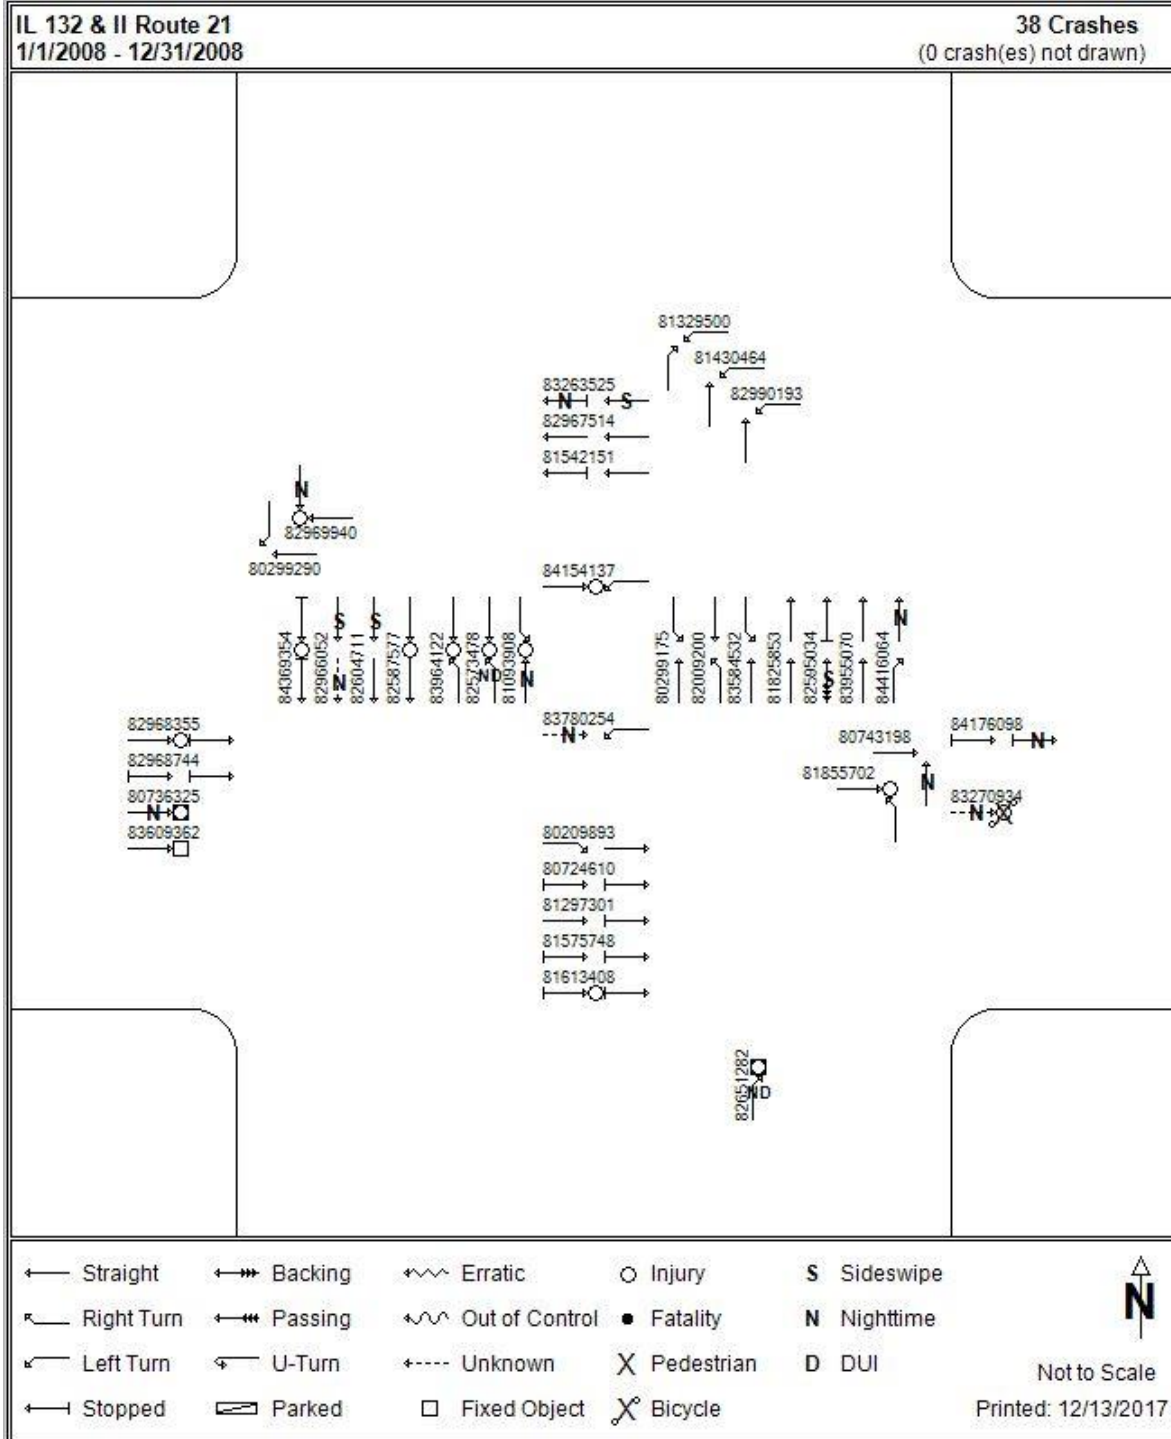 IL 132 & Il Route 21
38 Crashes
1/1/2008 - 12/31/2008
(0 crash(es) not drawn)
81329500
81430464
83263525
N
S
82990193
82967514
81542151
N
82969940
80299290
84154137
84369354
82966052
S
N
82604711
S
82587577
83964122
82573478
ND
81093908
N
80299175
82009200
83584532
81825853
82595034
S
83955070
84416064
N
82968355
83780254
N
84176098
N
80743198
N
82968744
81855702
80736325
N
83270934
N
83609362
80209893
80724610
81297301
81575748
81613408
82651282
ND
Straight
Backing
Erratic
Injury
S Sideswipe
Right Turn
Passing
Out of Control
Fatality
N Nighttime
Left Turn
U-Turn
Unknown
Pedestrian
D DUI
Stopped
Parked
Fixed Object
Bicycle
N
Not to Scale
Printed: 12/13/2017